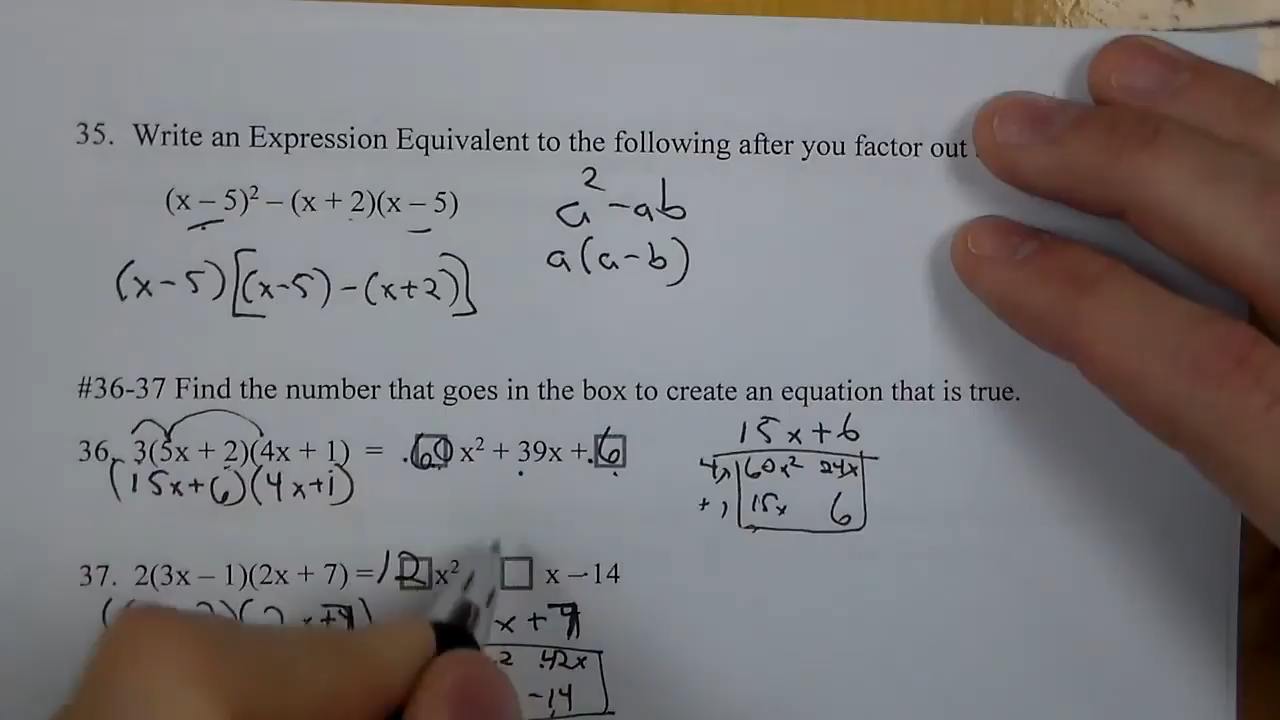 35. Write an Expression Equivalent to the following after you factor out
(x – 5)² – (x + 2)(x – 5)
a² - ab
(x-5)[(x-5)-(x+2)]
a(a-b)
#36-37 Find the number that goes in the box to create an equation that is true.
36. 3(5x + 2)(4x + 1) = 60 x² + 39x + 6
(15x+6)(4x+1)
15x+6
4x 60x² 24x
+1 15x 6
37. 2(3x – 1)(2x + 7) = 12 x² □ x – 14
x + 7
42x
-14